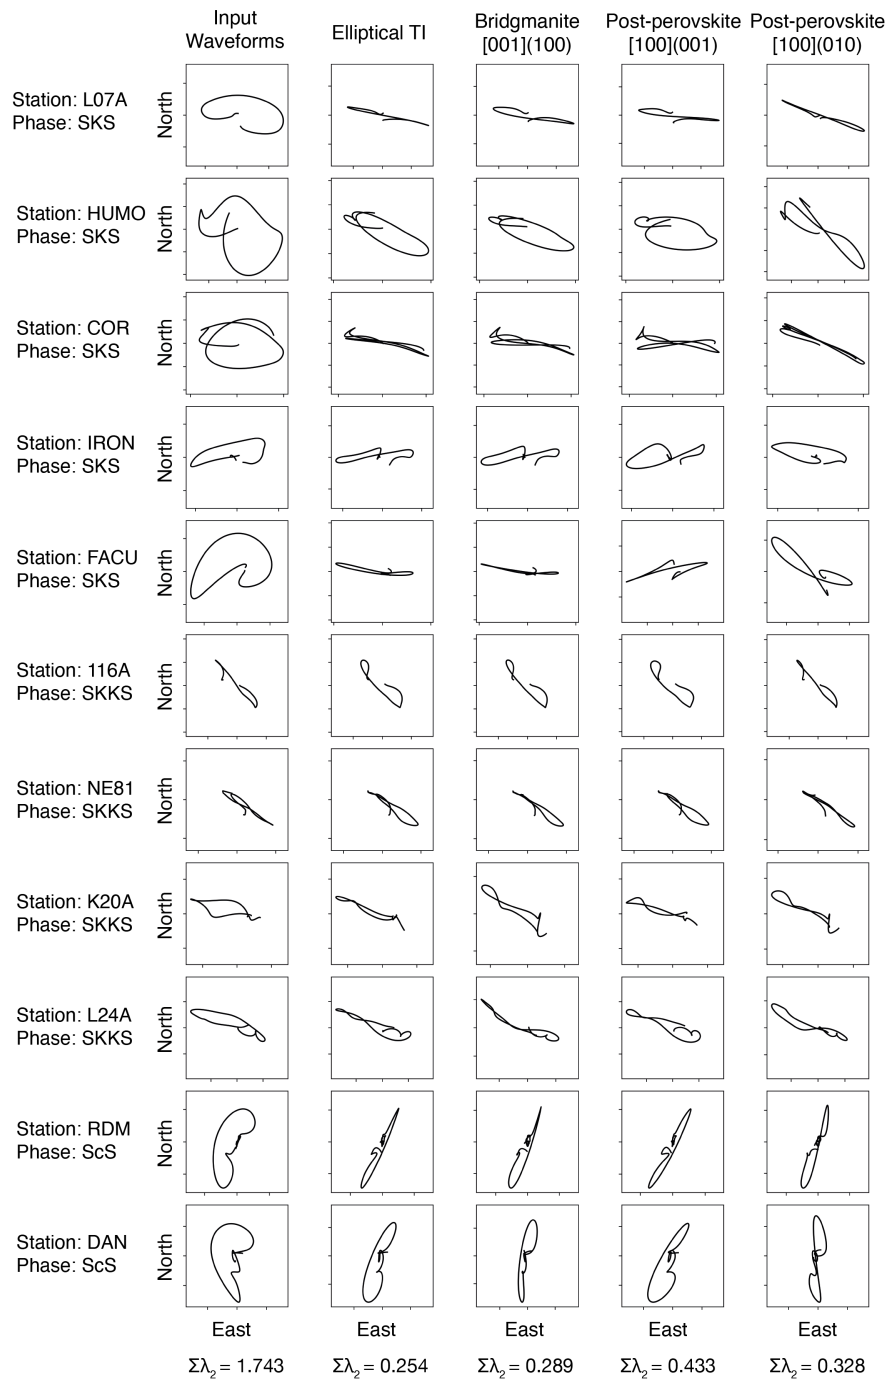 Input Waveforms
Elliptical TI
Bridgmanite [001](100)
Post-perovskite [100](001)
Post-perovskite [100](010)
Station: L07A
Phase: SKS
North
Station: HUMO
Phase: SKS
North
Station: COR
Phase: SKS
North
Station: IRON
Phase: SKS
North
Station: FACU
Phase: SKS
North
Station: 116A
Phase: SKKS
North
Station: NE81
Phase: SKKS
North
Station: K20A
Phase: SKKS
North
Station: L24A
Phase: SKKS
North
Station: RDM
Phase: ScS
North
Station: DAN
Phase: ScS
North
East East East East East
Σλ₂ = 1.743 Σλ₂ = 0.254 Σλ₂ = 0.289 Σλ₂ = 0.433 Σλ₂ = 0.328